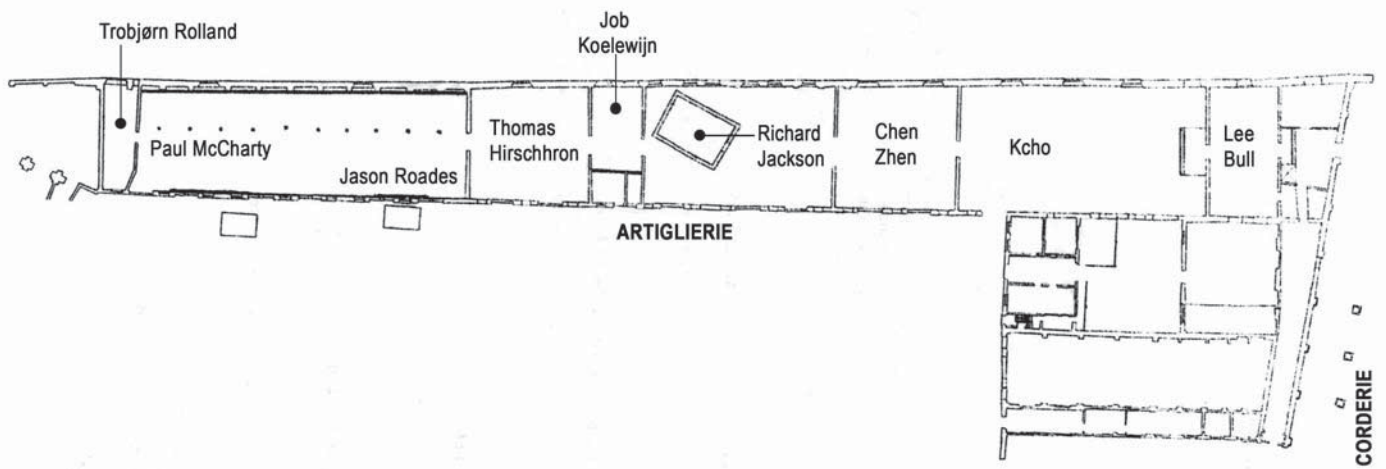 Trobjørn Rolland
Job
Koelewijn
Paul McCharty
Jason Roades
Thomas
Hirschhron
Richard
Jackson
Chen
Zhen
Kcho
Lee
Bull
ARTIGLIERIE
CORDERIE